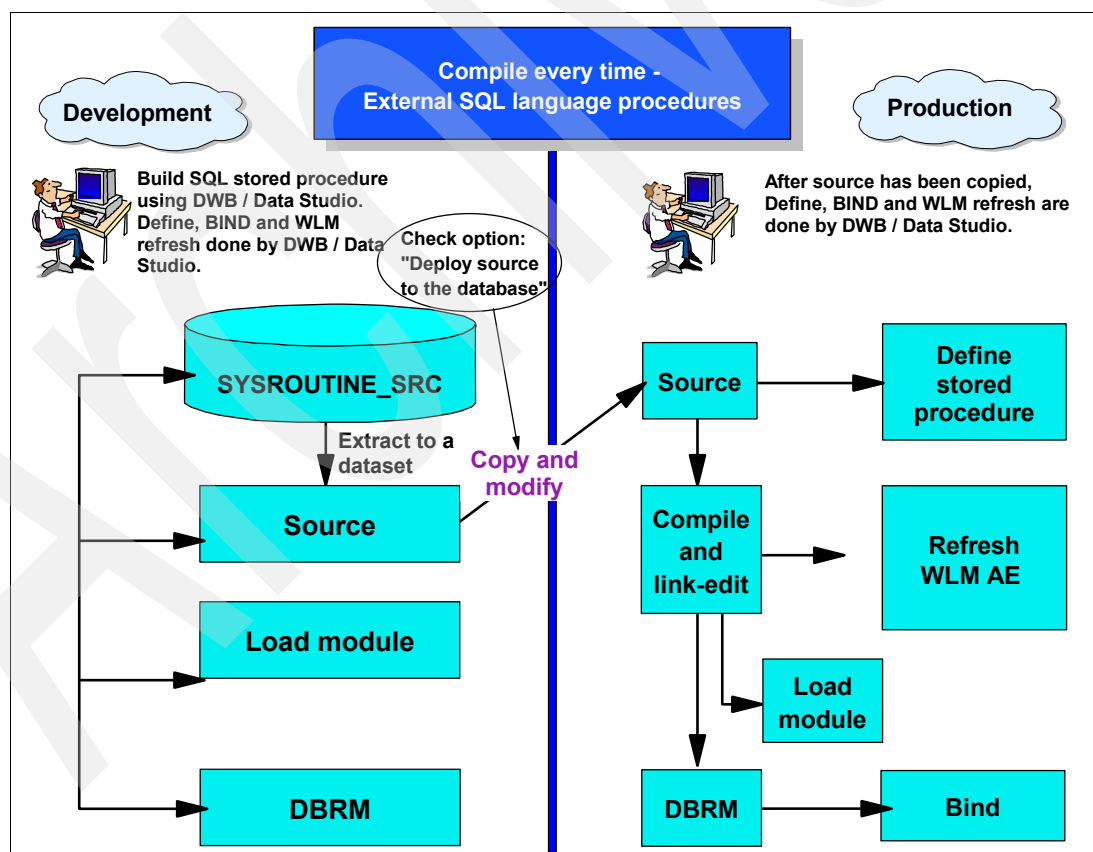 Compile every time -
External SQL language procedures
Development
Production
Build SQL stored procedure
using DWB / Data Studio.
Define, BIND and WLM
refresh done by DWB / Data
Studio.
After source has been copied,
Define, BIND and WLM refresh are
done by DWB / Data Studio.
Check option:
"Deploy source
to the database"
SYSROUTINE_SRC
Extract to a
dataset
Copy and
modify
Source
Load module
DBRM
Source
Define
stored
procedure
Compile
and
link-edit
Refresh
WLM AE
Load
module
DBRM
Bind